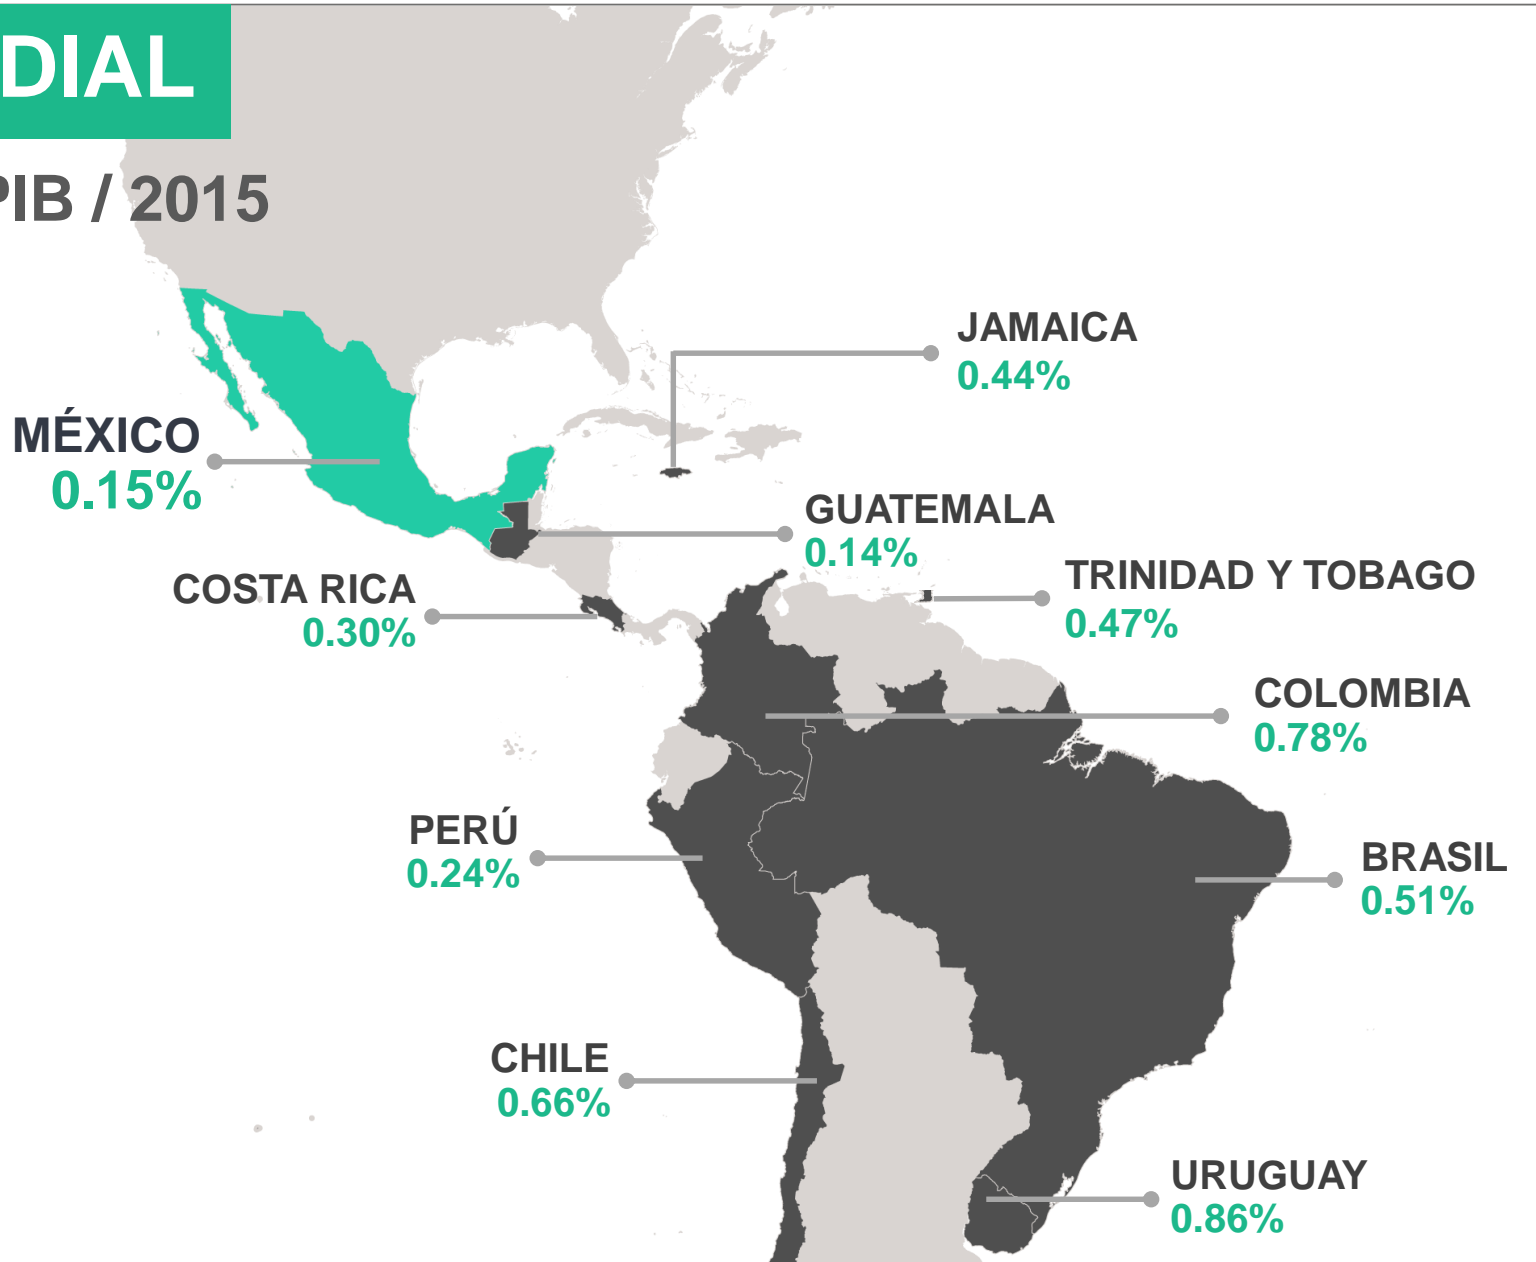 DIAL
PIB / 2015
JAMAICA
0.44%
MÉXICO
0.15%
GUATEMALA
0.14%
TRINIDAD Y TOBAGO
0.47%
COSTA RICA
0.30%
COLOMBIA
0.78%
PERÚ
0.24%
BRASIL
0.51%
CHILE
0.66%
URUGUAY
0.86%